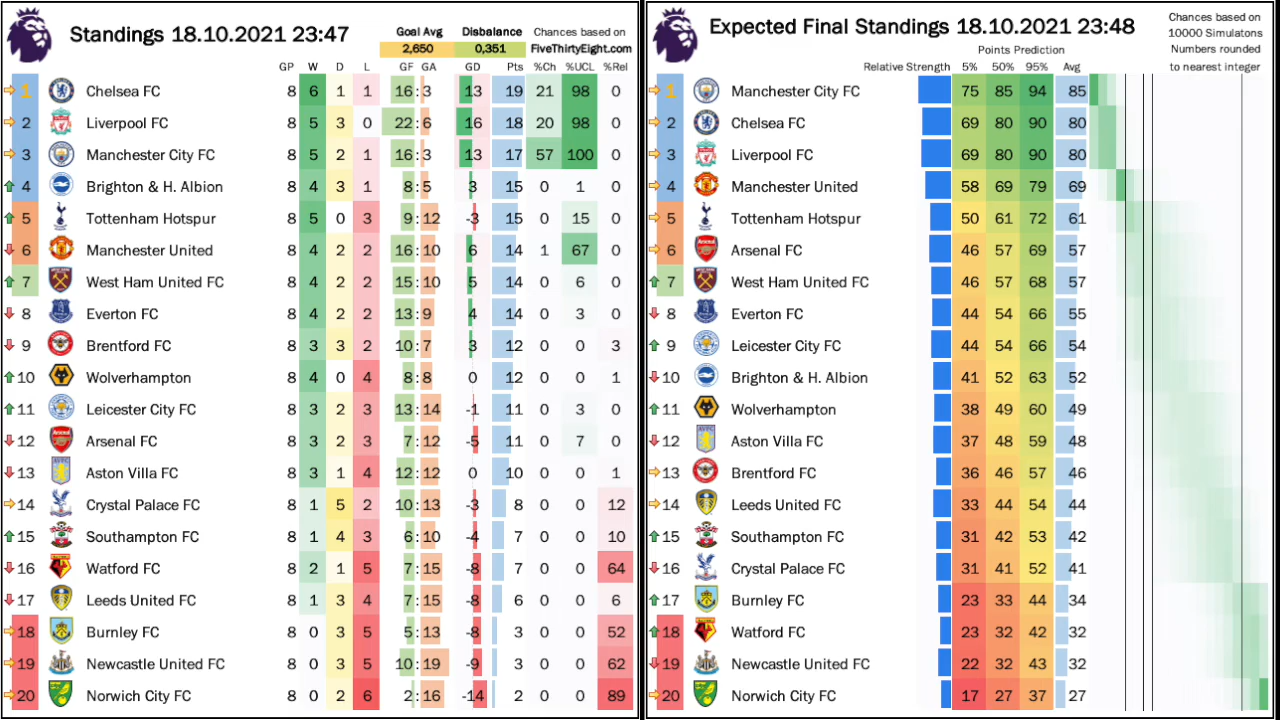 Standings 18.10.2021 23:47
Goal Avg Disbalance Chances based on
2,650 0,351 FiveThirtyEight.com
GP W D L GF GA GD Pts %Ch %UCL %Rel
1 Chelsea FC 8 6 1 1 16:3 13 19 21 98 0
2 Liverpool FC 8 5 3 0 22:6 16 18 20 98 0
3 Manchester City FC 8 5 2 1 16:3 13 17 57 100 0
4 Brighton & H. Albion 8 4 3 1 8:5 3 15 0 1 0
5 Tottenham Hotspur 8 5 0 3 9:12 -3 15 0 15 0
6 Manchester United 8 4 2 2 16:10 6 14 1 67 0
7 West Ham United FC 8 4 2 2 15:10 5 14 0 6 0
8 Everton FC 8 4 2 2 13:9 4 14 0 3 0
9 Brentford FC 8 3 3 2 10:7 3 12 0 0 3
10 Wolverhampton 8 4 0 4 8:8 0 12 0 0 1
11 Leicester City FC 8 3 2 3 13:14 -1 11 0 3 0
12 Arsenal FC 8 3 2 3 7:12 -5 11 0 7 0
13 Aston Villa FC 8 3 1 4 12:12 0 10 0 0 1
14 Crystal Palace FC 8 1 5 2 10:13 -3 8 0 0 12
15 Southampton FC 8 1 4 3 6:10 -4 7 0 0 10
16 Watford FC 8 2 1 5 7:15 -8 7 0 0 64
17 Leeds United FC 8 1 3 4 7:15 -8 6 0 0 6
18 Burnley FC 8 0 3 5 5:13 -8 3 0 0 52
19 Newcastle United FC 8 0 3 5 10:19 -9 3 0 0 62
20 Norwich City FC 8 0 2 6 2:16 -14 2 0 0 89
Expected Final Standings 18.10.2021 23:48
Chances based on
10000 Simulatons
Numbers rounded
to nearest integer
Points Prediction
Relative Strength 5% 50% 95% Avg
1 Manchester City FC 75 85 94 85
2 Chelsea FC 69 80 90 80
3 Liverpool FC 69 80 90 80
4 Manchester United 58 69 79 69
5 Tottenham Hotspur 50 61 72 61
6 Arsenal FC 46 57 69 57
7 West Ham United FC 46 57 68 57
8 Everton FC 44 54 66 55
9 Leicester City FC 44 54 66 54
10 Brighton & H. Albion 41 52 63 52
11 Wolverhampton 38 49 60 49
12 Aston Villa FC 37 48 59 48
13 Brentford FC 36 46 57 46
14 Leeds United FC 33 44 54 44
15 Southampton FC 31 42 53 42
16 Crystal Palace FC 31 41 52 41
17 Burnley FC 23 33 44 34
18 Watford FC 23 32 42 32
19 Newcastle United FC 22 32 43 32
20 Norwich City FC 17 27 37 27